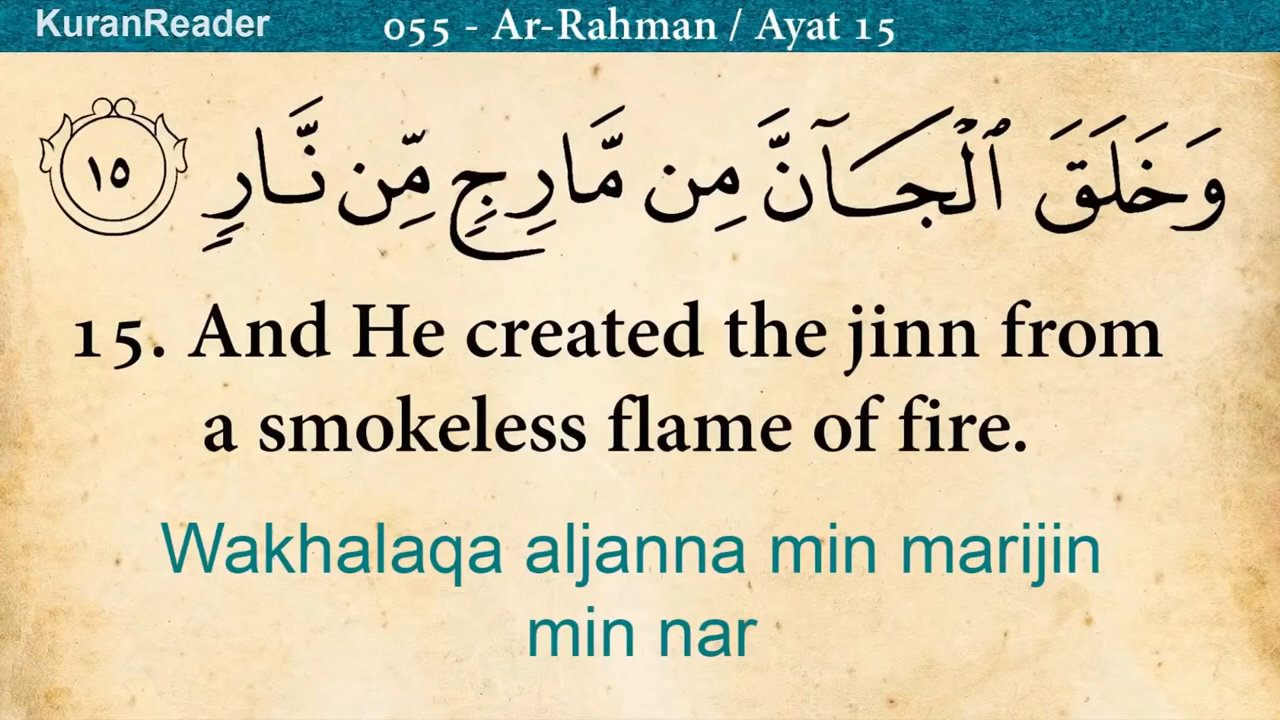 KuranReader
055 - Ar-Rahman / Ayat 15
وَخَلَقَ ٱلْجَآنَّ مِن مَّارِجٍ مِّن نَّارٍ ١٥
15. And He created the jinn from
a smokeless flame of fire.
Wakhalaqa aljanna min marijin
min nar